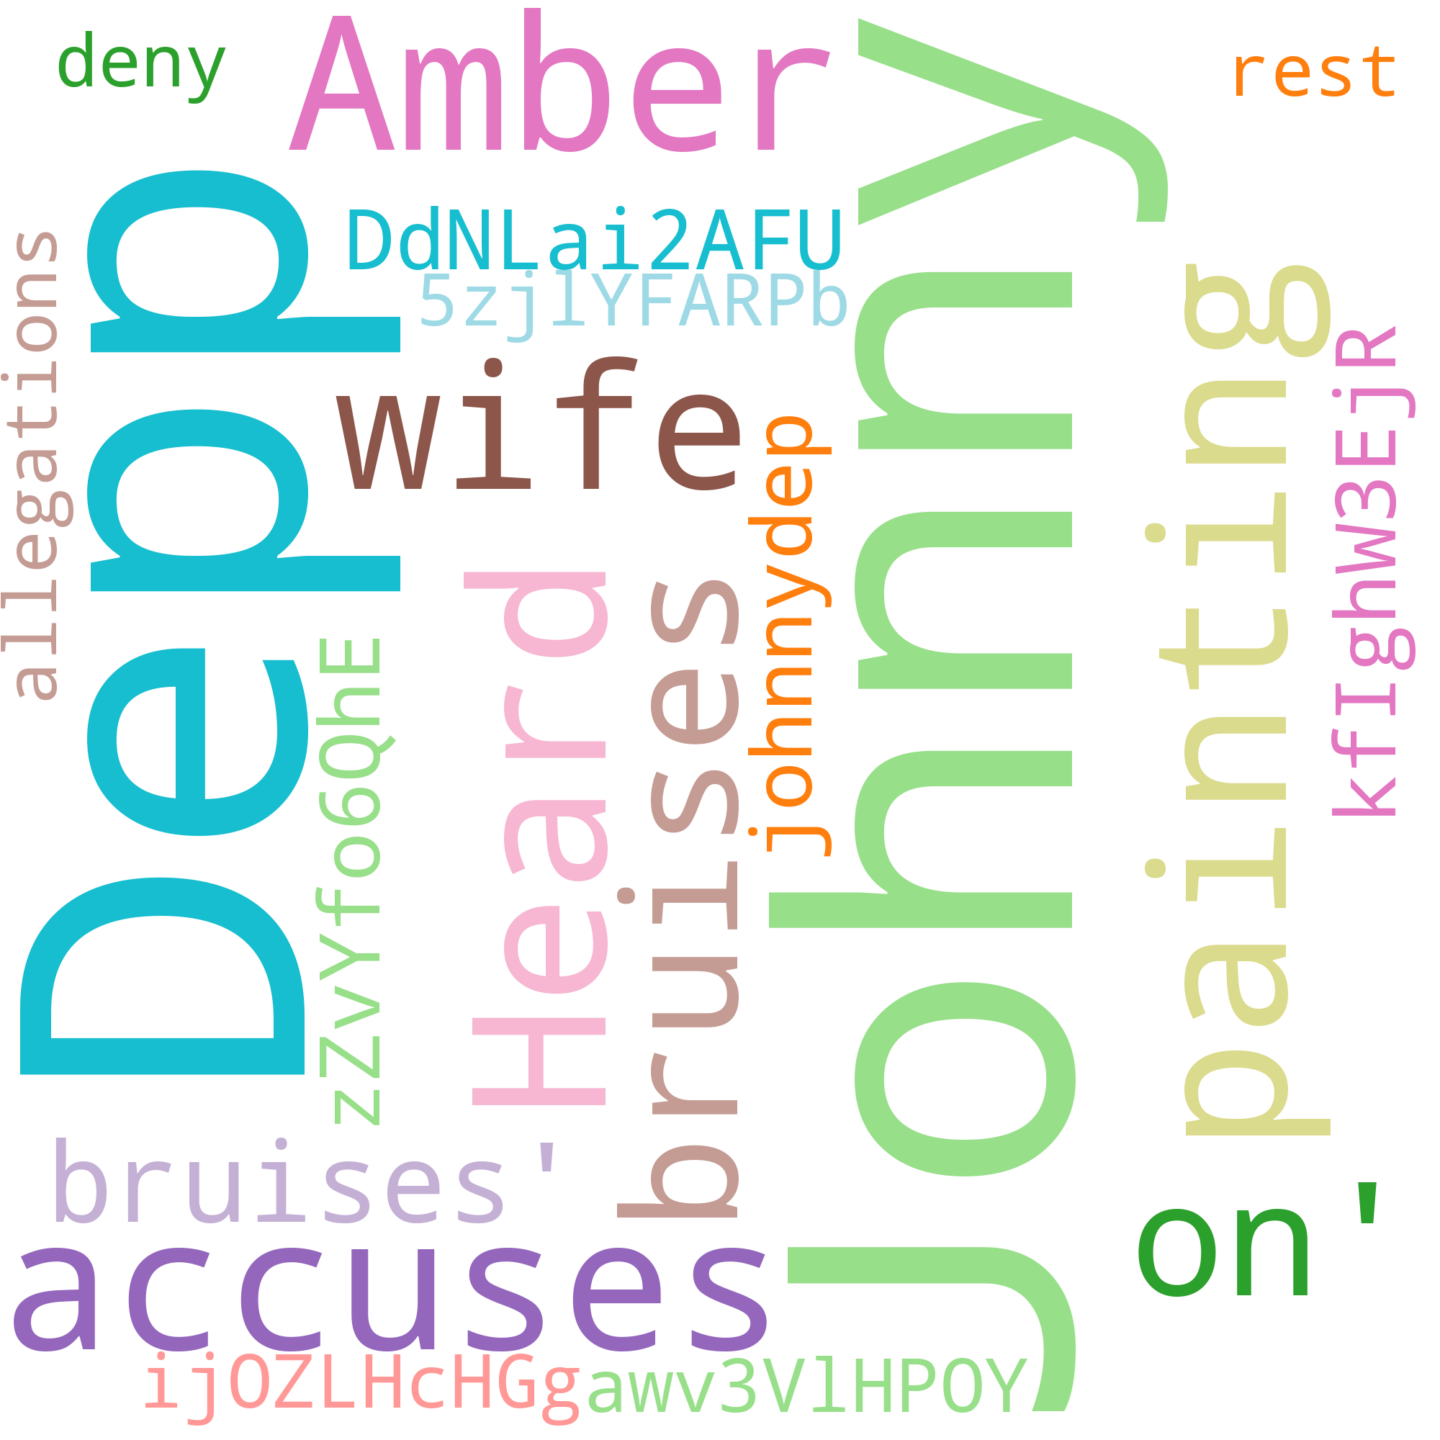 deny
Amber
rest
DdNLai2AFU
5zjlYFARPb
allegations
Depp
wife
Johnny
painting
kfIghW3EjR
johnnydep
Heard
bruises
zZvYfo6QhE
bruises'
on'
accuses
ijOZLHcHGg
awv3VlHPOY